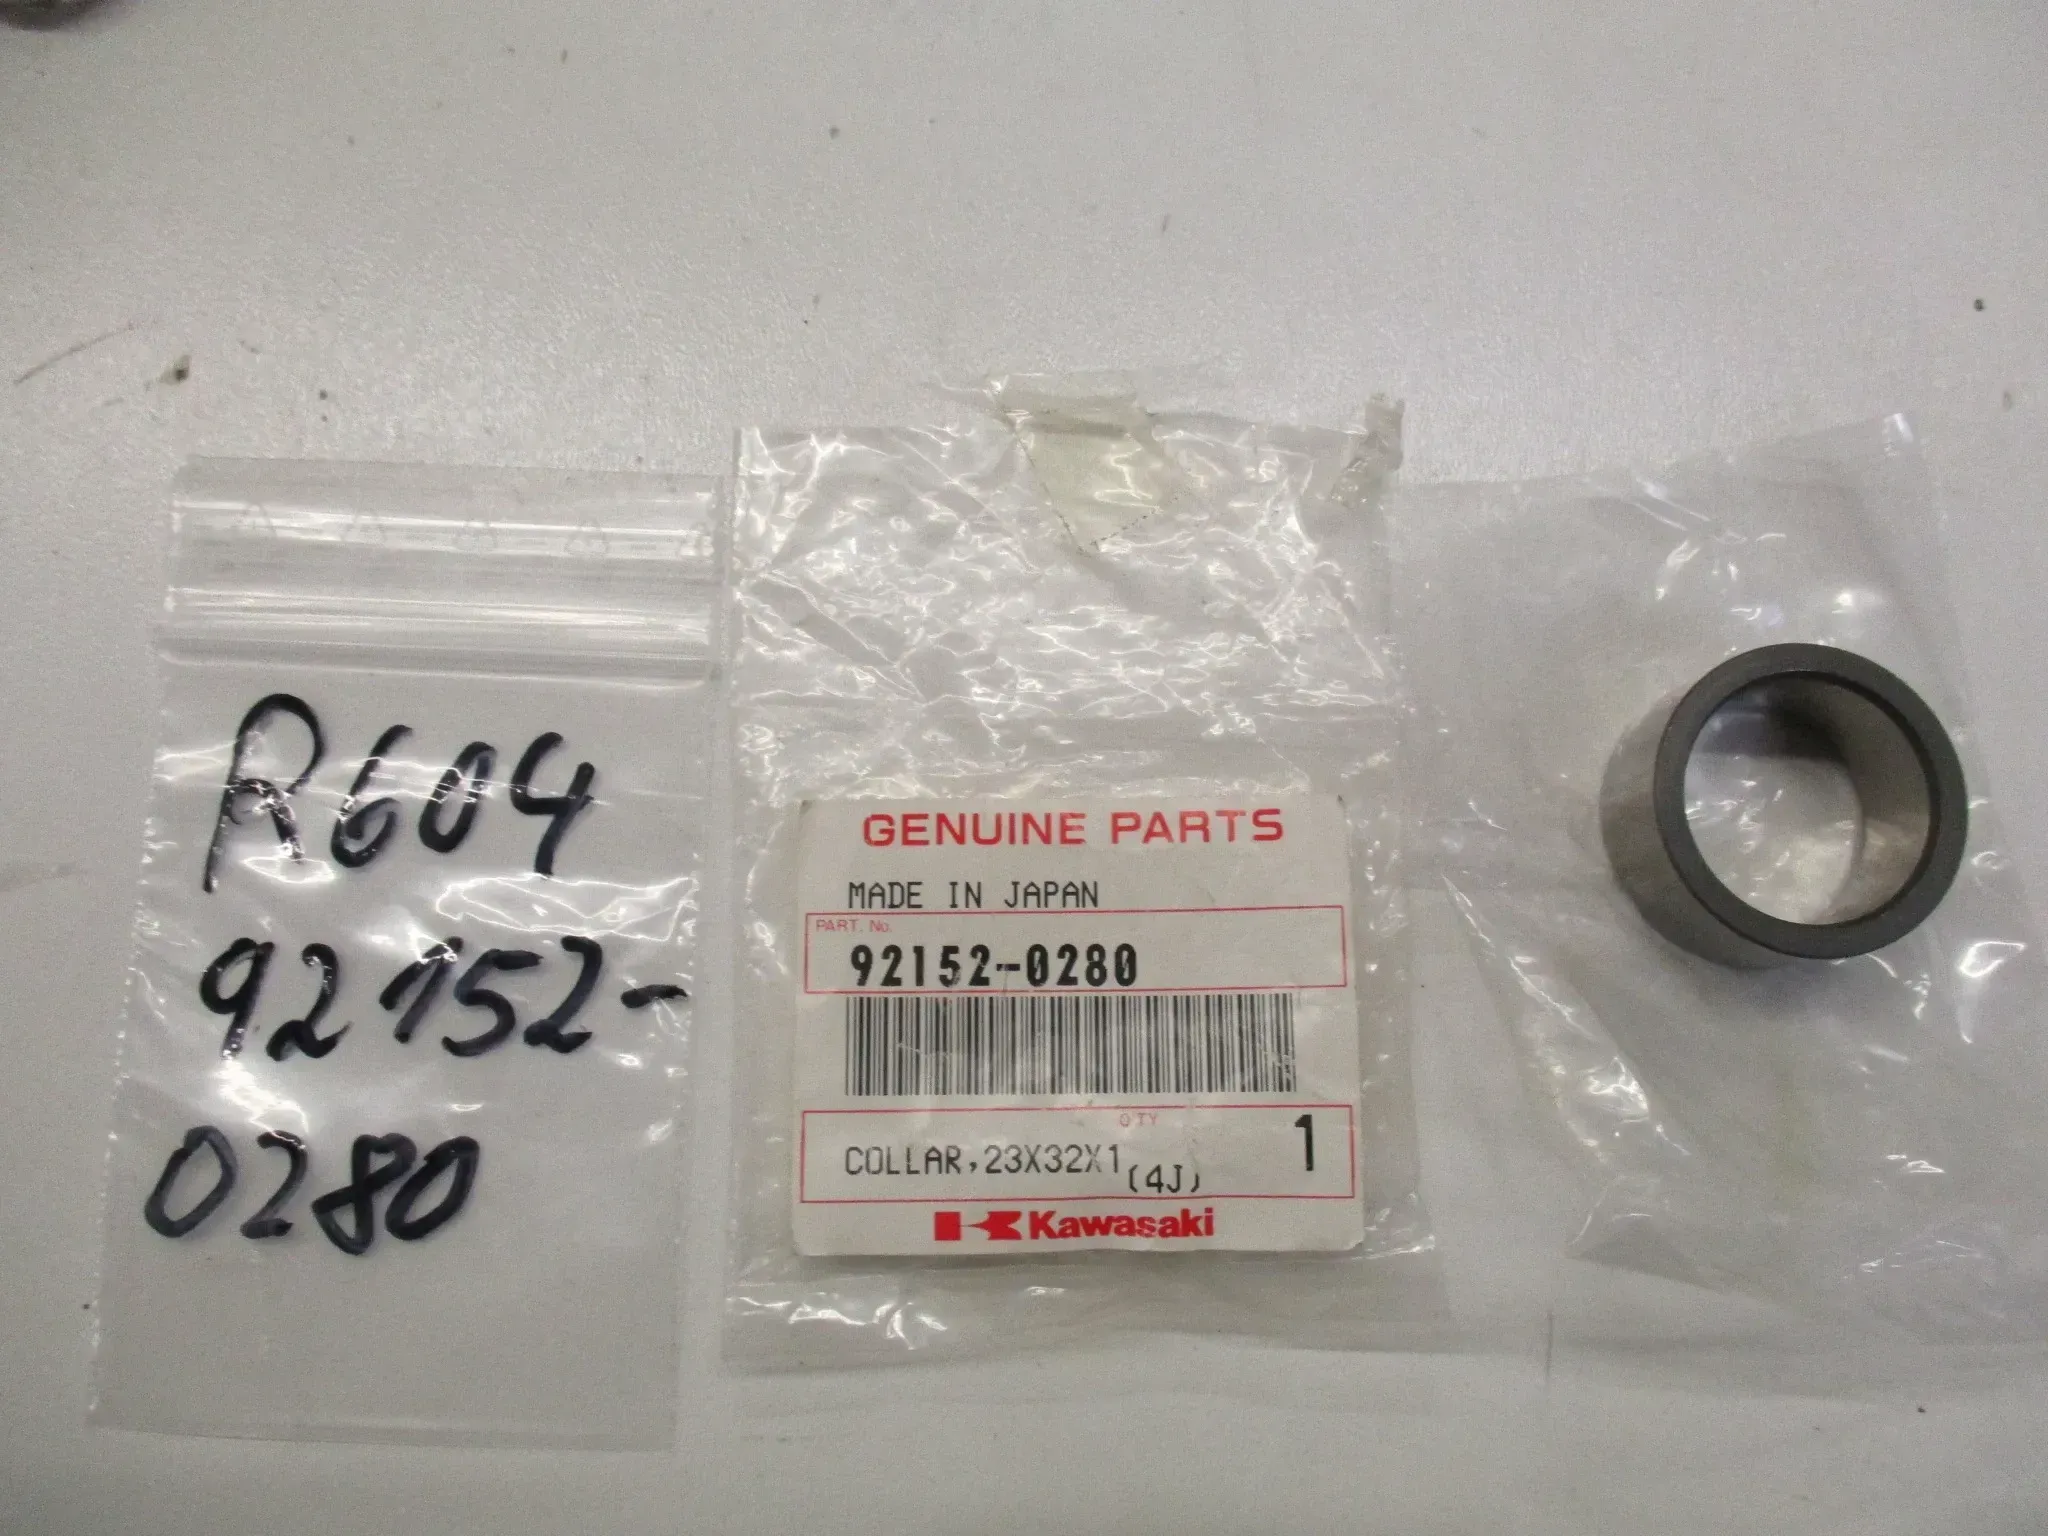 R604
92152-
0280
GENUINE PARTS
MADE IN JAPAN
PART. No.
92152-0280
QTY
COLLAR,23X32X1 1
(4J)
Kawasaki